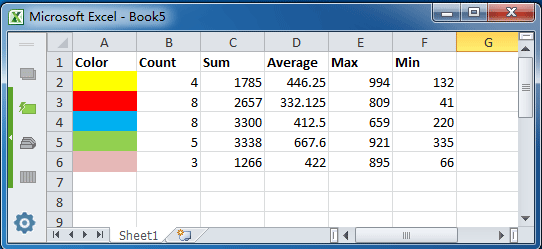 Microsoft Excel - Book5
A B C D E F G
1 Color Count Sum Average Max Min
2 4 1785 446.25 994 132
3 8 2657 332.125 809 41
4 8 3300 412.5 659 220
5 5 3338 667.6 921 335
6 3 1266 422 895 66
7
8
9
Sheet1